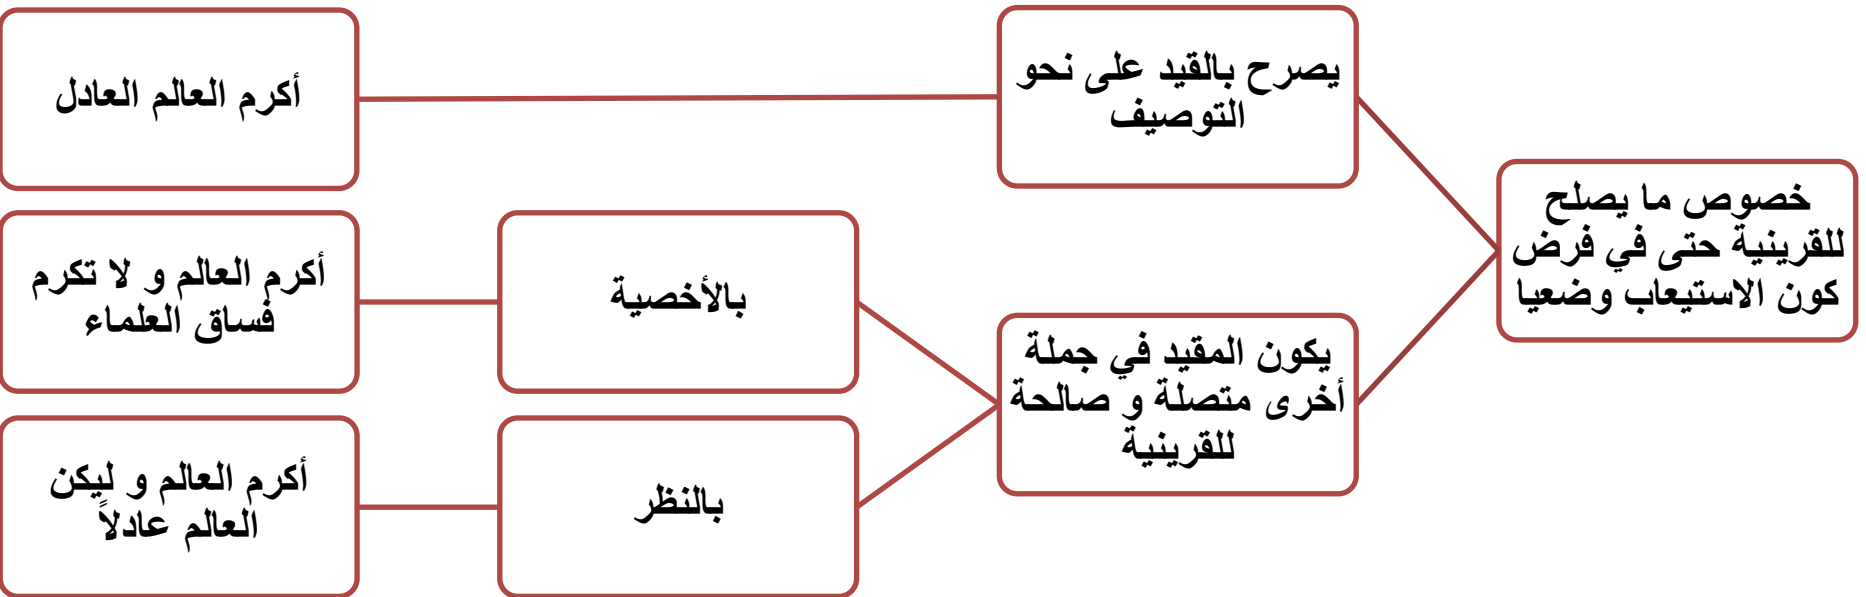 خصوص ما يصلح
للقرينية حتى في فرض
كون الاستيعاب وضعيا
يصرح بالقيد على نحو
التوصيف
أكرم العالم العادل
يكون المقيد في جملة
أخرى متصلة و صالحة
للقرينية
بالأخصية
أكرم العالم و لا تكرم
فساق العلماء
بالنظر
أكرم العالم و ليكن
العالم عادلاً